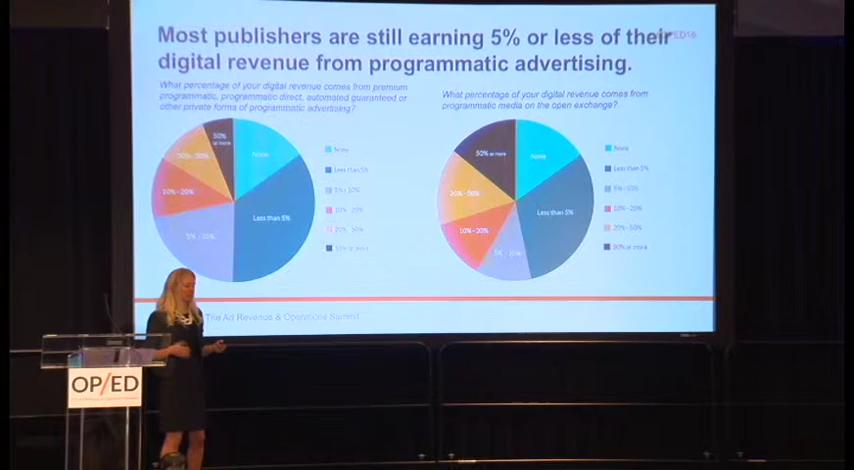 Most publishers are still earning 5% or less of their
digital revenue from programmatic advertising.
What percentage of your digital revenue comes from premium
programmatic, programmatic direct, automated guaranteed or
other private forms of programmatic advertising?
50%
or more
None
20%-50%
10%-20%
Less than 5%
5% - 10%
None
Less than 5%
5%-10%
10%-20%
20%-50%
50% or more
What percentage of your digital revenue comes from
programmatic media on the open exchange?
50% or more
None
20%-50%
Less than 5%
10%-20%
5% - 10%
None
Less than 5%
5%-10%
10%-20%
20%-50%
50% or more
The Ad Revenue & Operations Summit
OP/ED